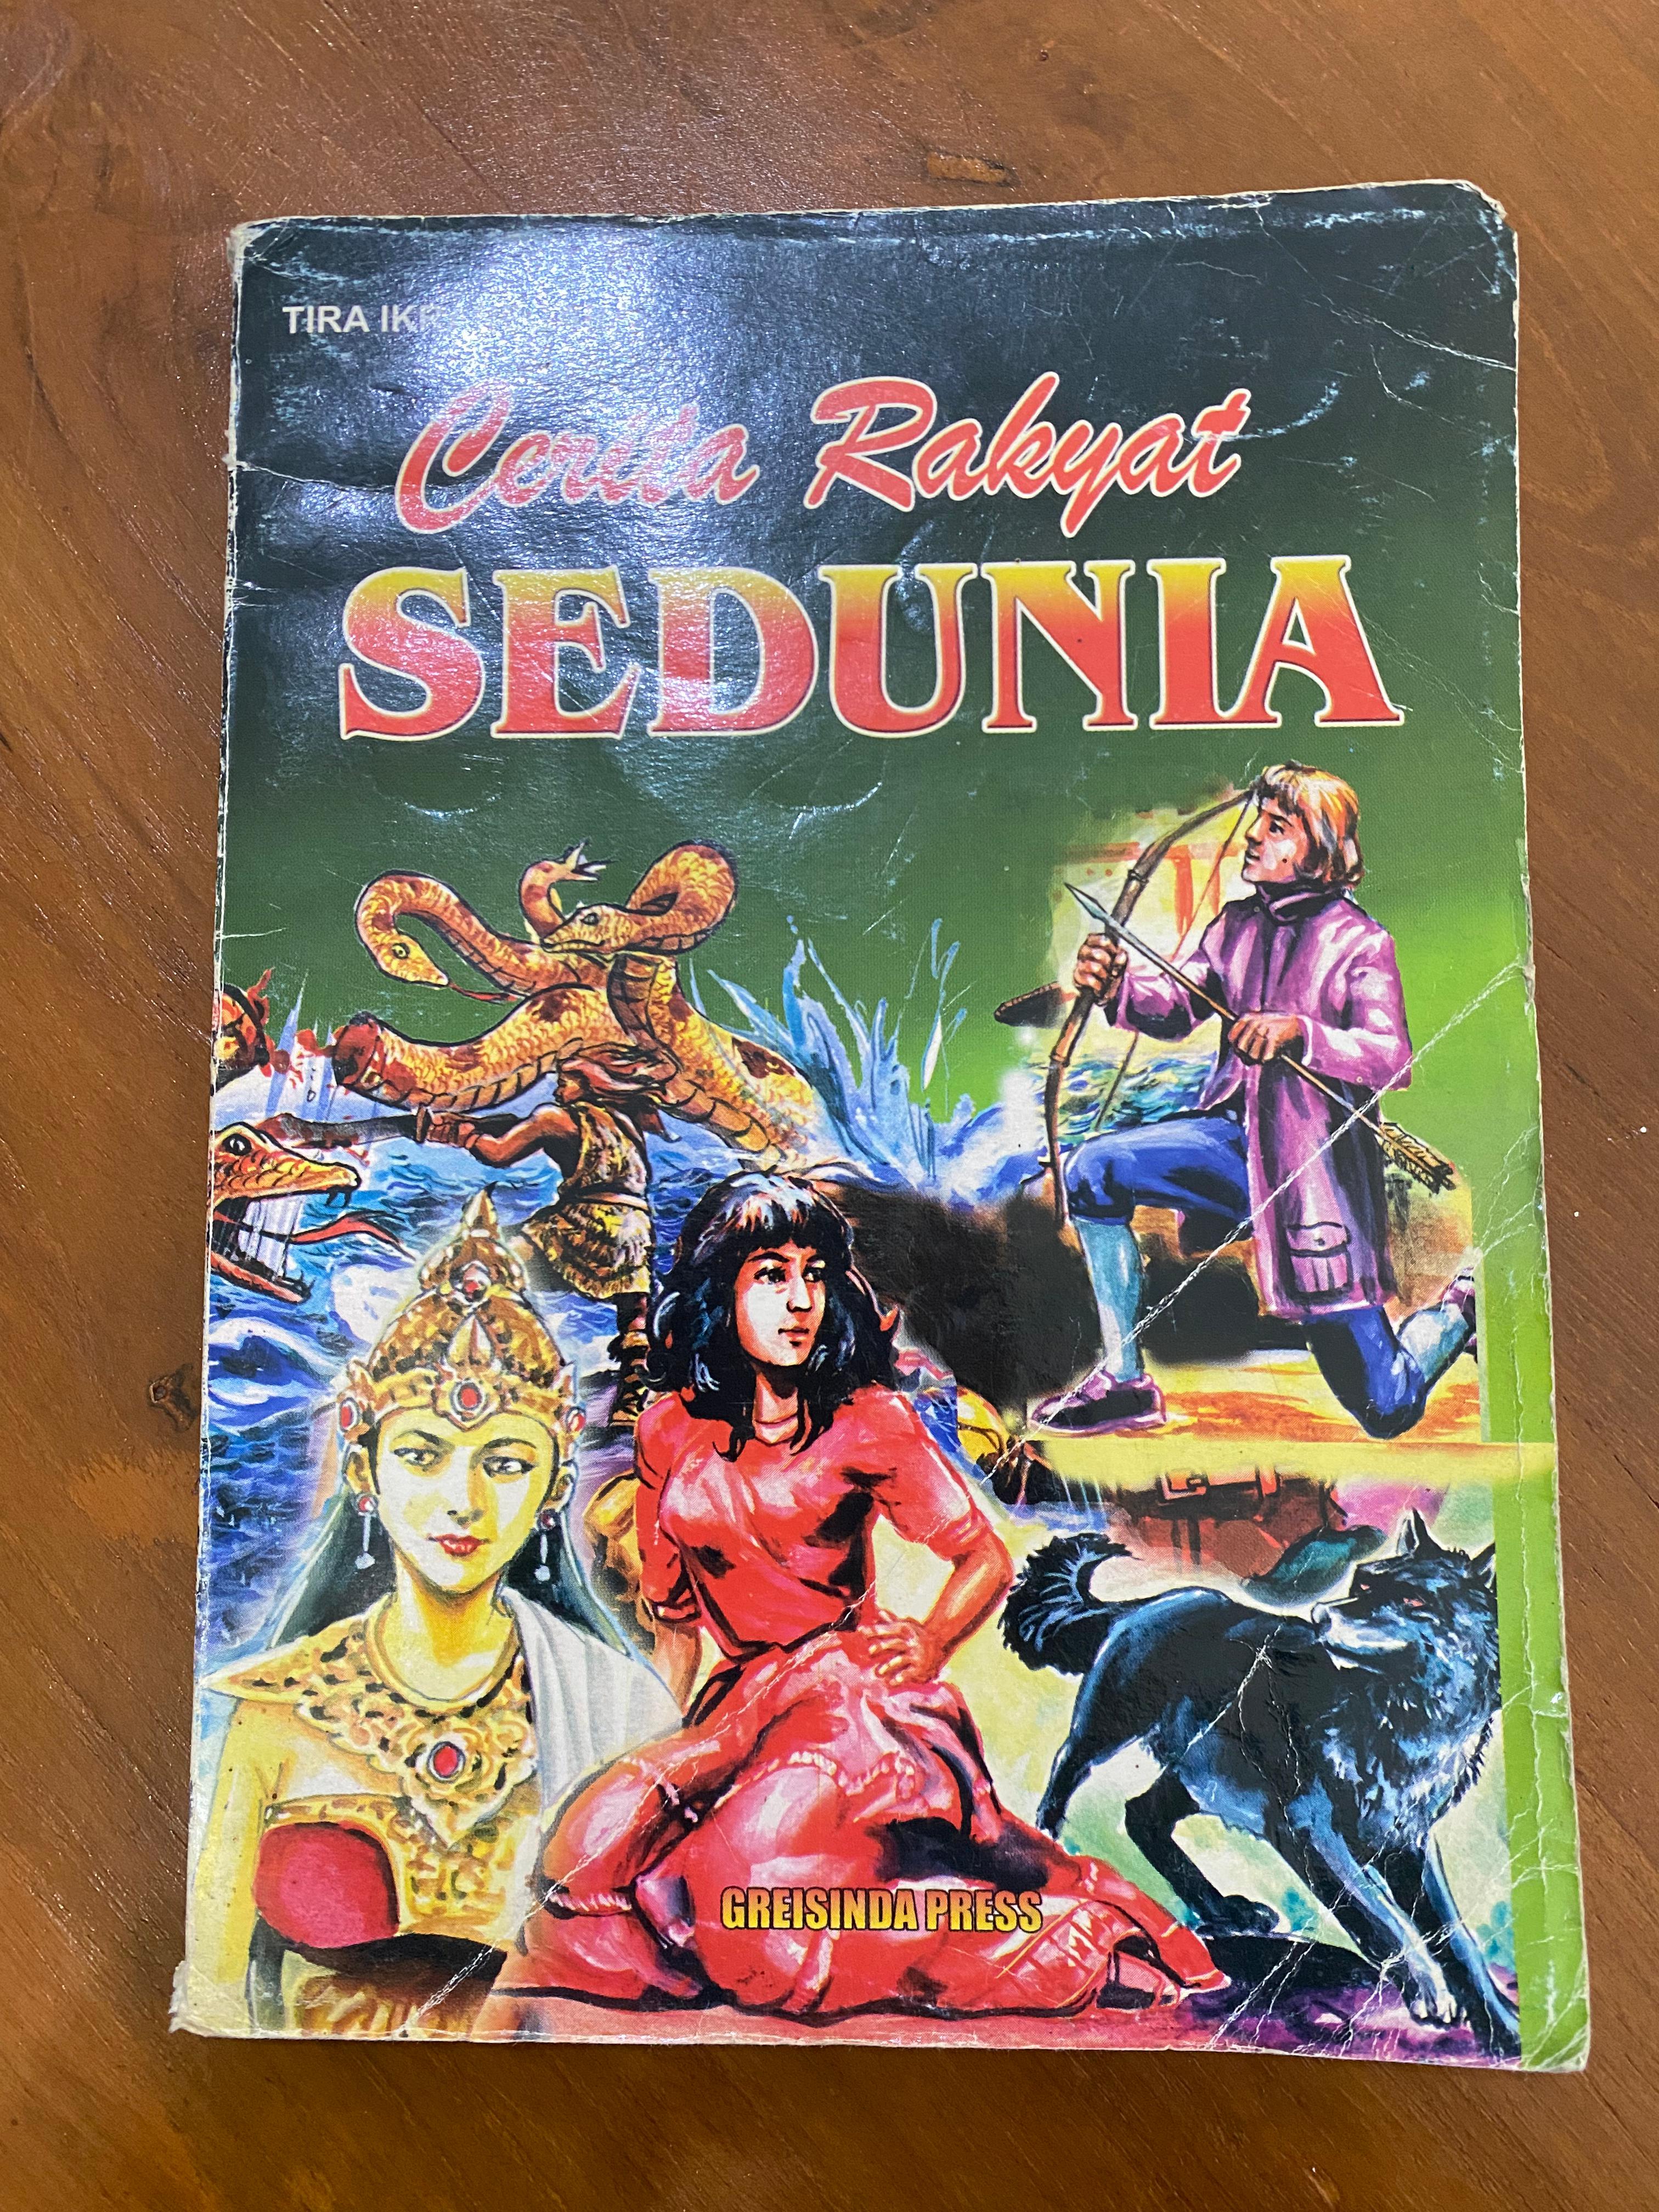 TIRA
Cerita Rakyat
SEDUNIA
GREISINDA PRESS